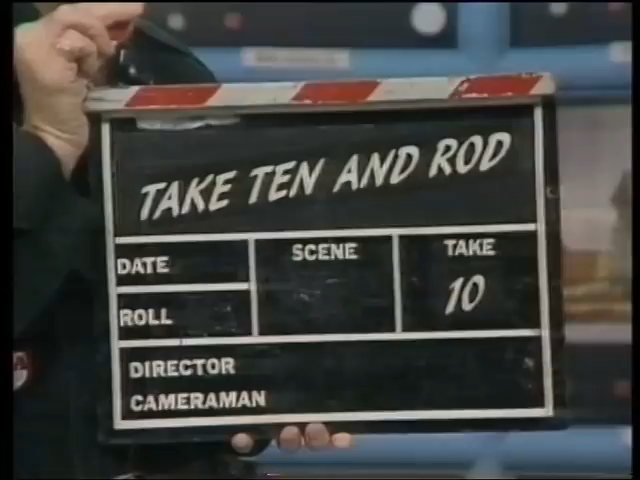 TAKE TEN AND ROD
DATE
SCENE
TAKE
10
ROLL
DIRECTOR
CAMERAMAN